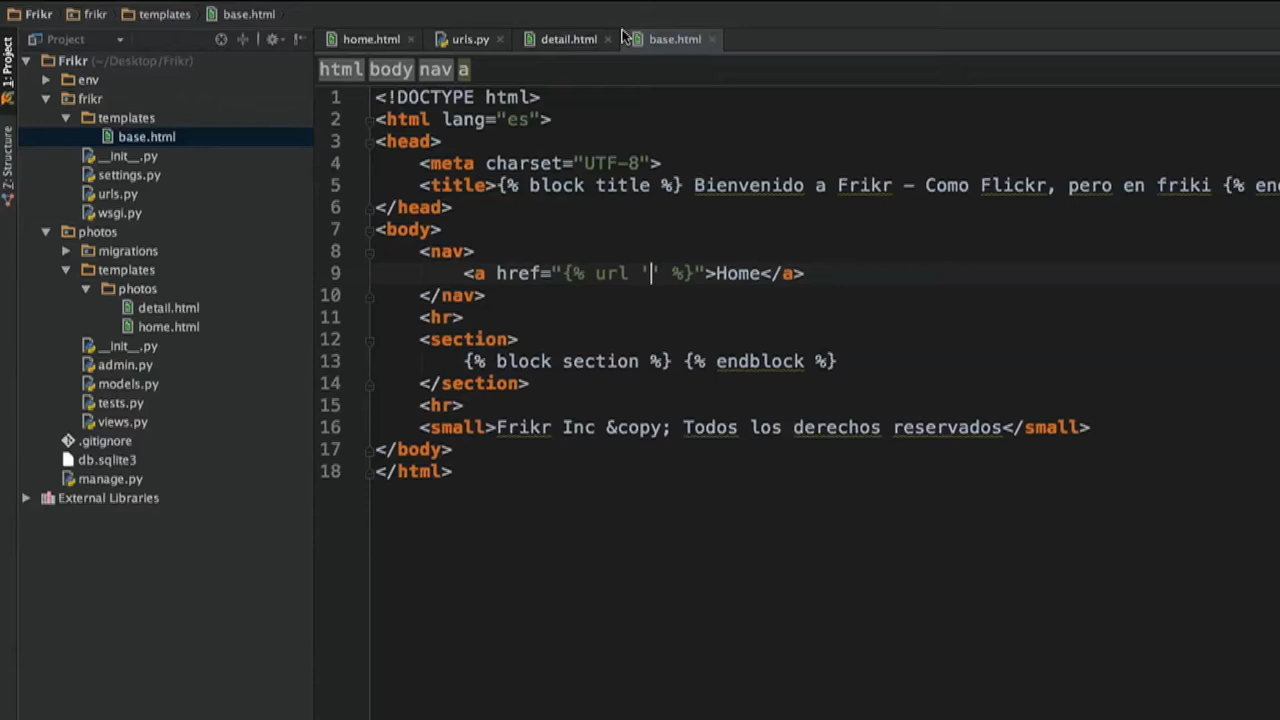 Frikr frikr templates base.html
Project
home.html urls.py detail.html base.html
1: Project
Z: Structure
Frikr (~/Desktop/Frikr)
env
frikr
templates
base.html
__init__.py
settings.py
urls.py
wsgi.py
photos
migrations
templates
photos
detail.html
home.html
__init__.py
admin.py
models.py
tests.py
views.py
.gitignore
db.sqlite3
manage.py
External Libraries
html body nav a
1 <!DOCTYPE html>
2 <html lang="es">
3 <head>
4 <meta charset="UTF-8">
5 <title>{% block title %} Bienvenido a Frikr – Como Flickr, pero en friki {% end
6 </head>
7 <body>
8 <nav>
9 <a href="{% url '' %}">Home</a>
10 </nav>
11 <hr>
12 <section>
13 {% block section %} {% endblock %}
14 </section>
15 <hr>
16 <small>Frikr Inc &copy; Todos los derechos reservados</small>
17 </body>
18 </html>